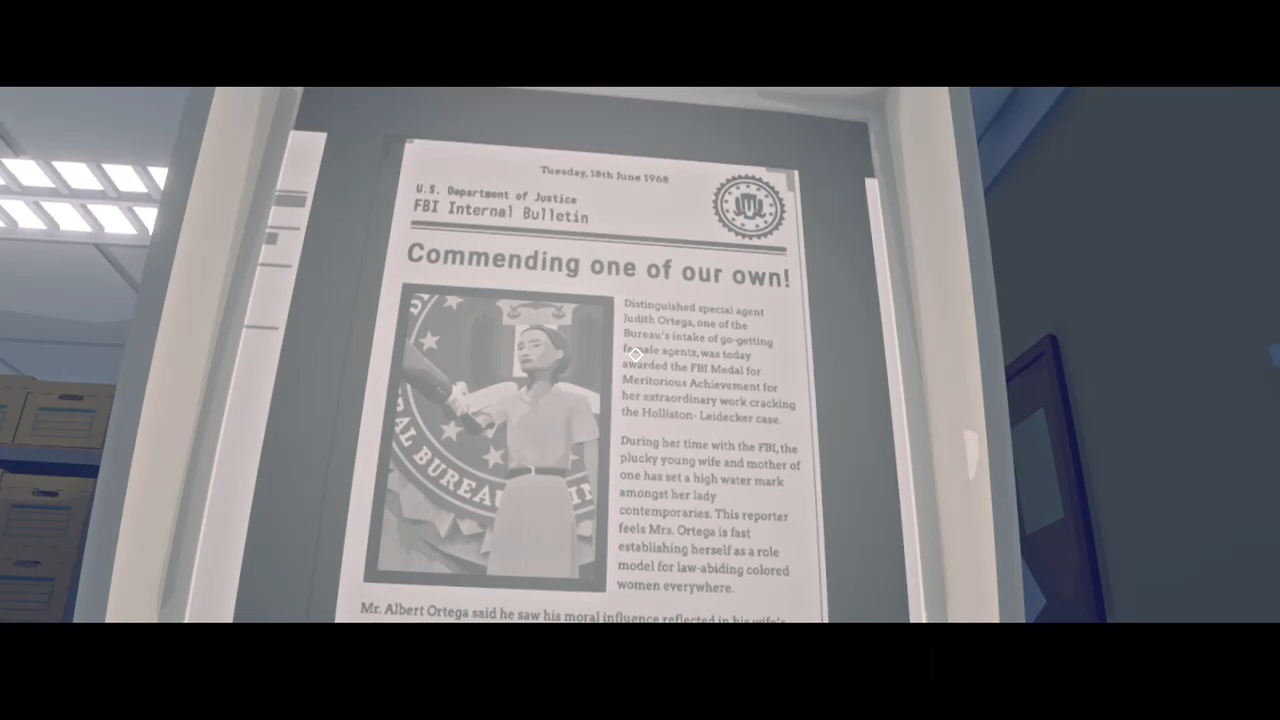 Tuesday, 18th June 1968
U.S. Department of Justice
FBI Internal Bulletin
Commending one of our own!
Distinguished special agent
Judith Ortega, one of the
Bureau's intake of go-getting
female agents, was today
awarded the FBI Medal for
Meritorious Achievement for
her extraordinary work cracking
the Holliston- Leidecker case.
During her time with the FBI, the
plucky young wife and mother of
one has set a high water mark
amongst her lady
contemporaries. This reporter
feels Mrs. Ortega is fast
establishing herself as a role
model for law-abiding colored
women everywhere.
AL BUREAU
Mr. Albert Ortega said he saw his moral influence reflected in his wife's